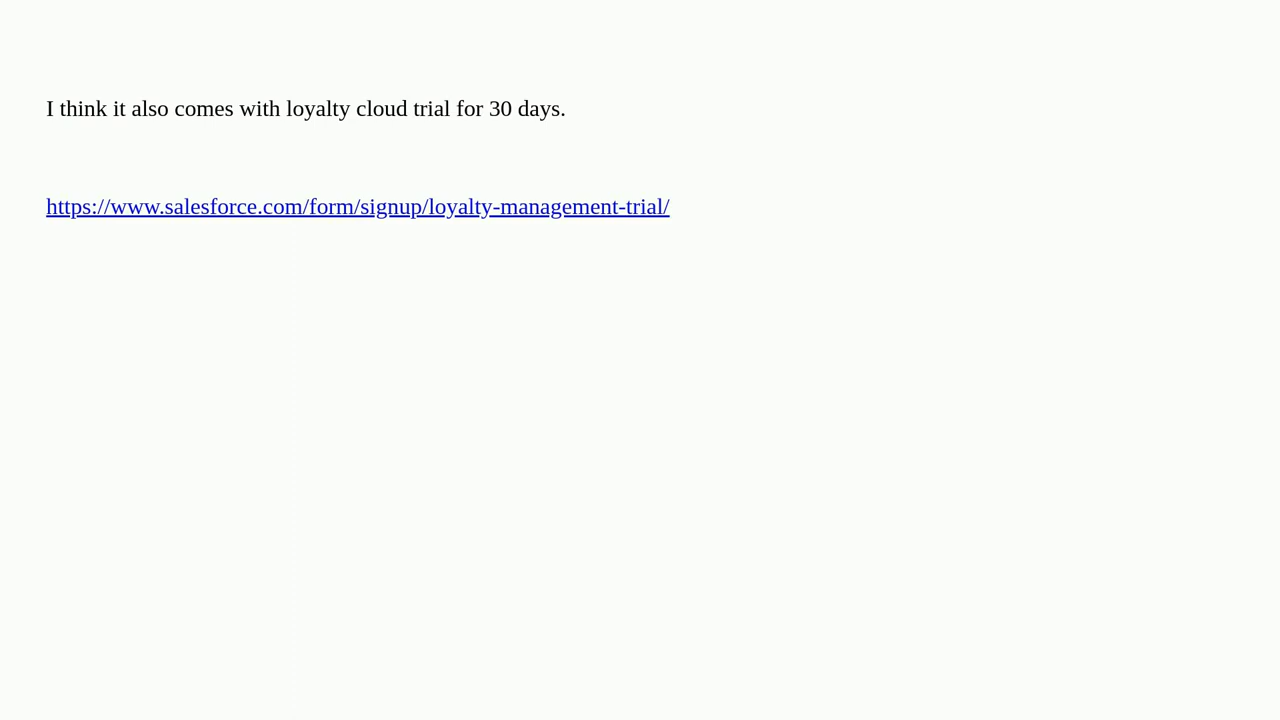 I think it also comes with loyalty cloud trial for 30 days.
https://www.salesforce.com/form/signup/loyalty-management-trial/